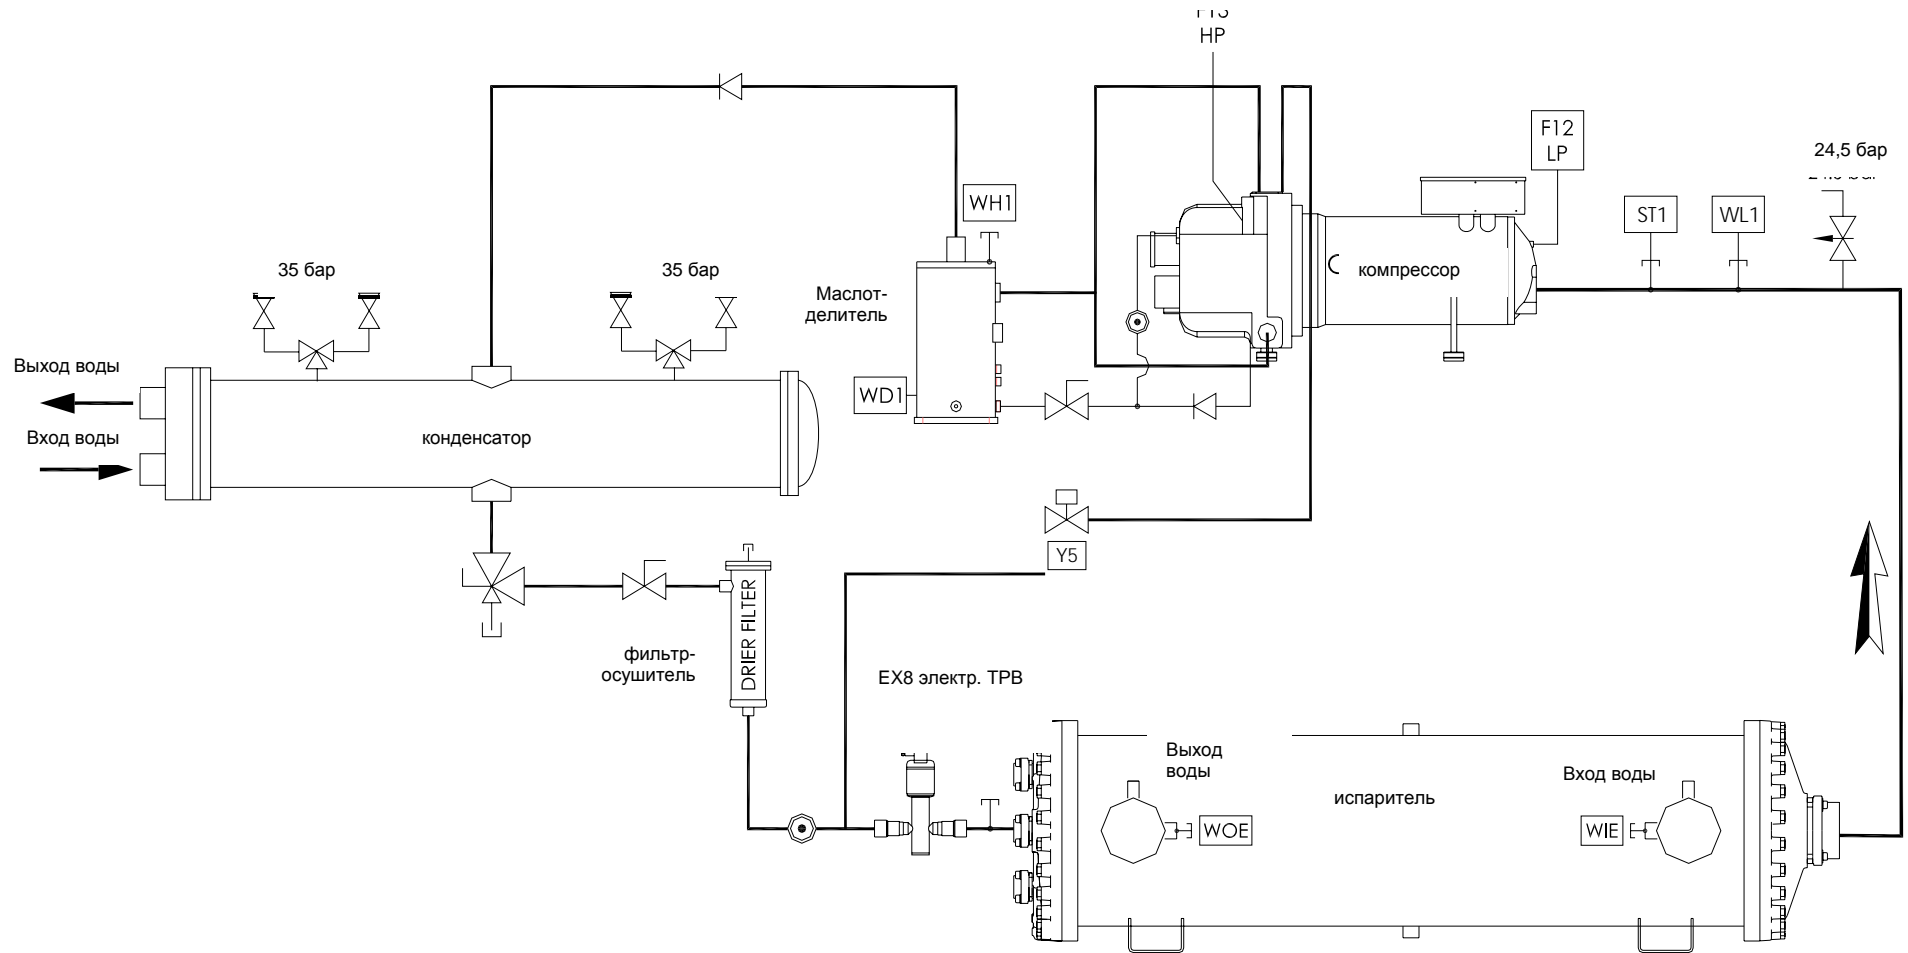 HP
F12
LP
24,5 бар
WH1
ST1
WL1
35 бар
35 бар
компрессор
Маслот-
делитель
Выход воды
WD1
Вход воды
конденсатор
Y5
DRIER FILTER
фильтр-
осушитель
EX8 электр. ТРВ
Выход
воды
Вход воды
испаритель
WOE
WIE